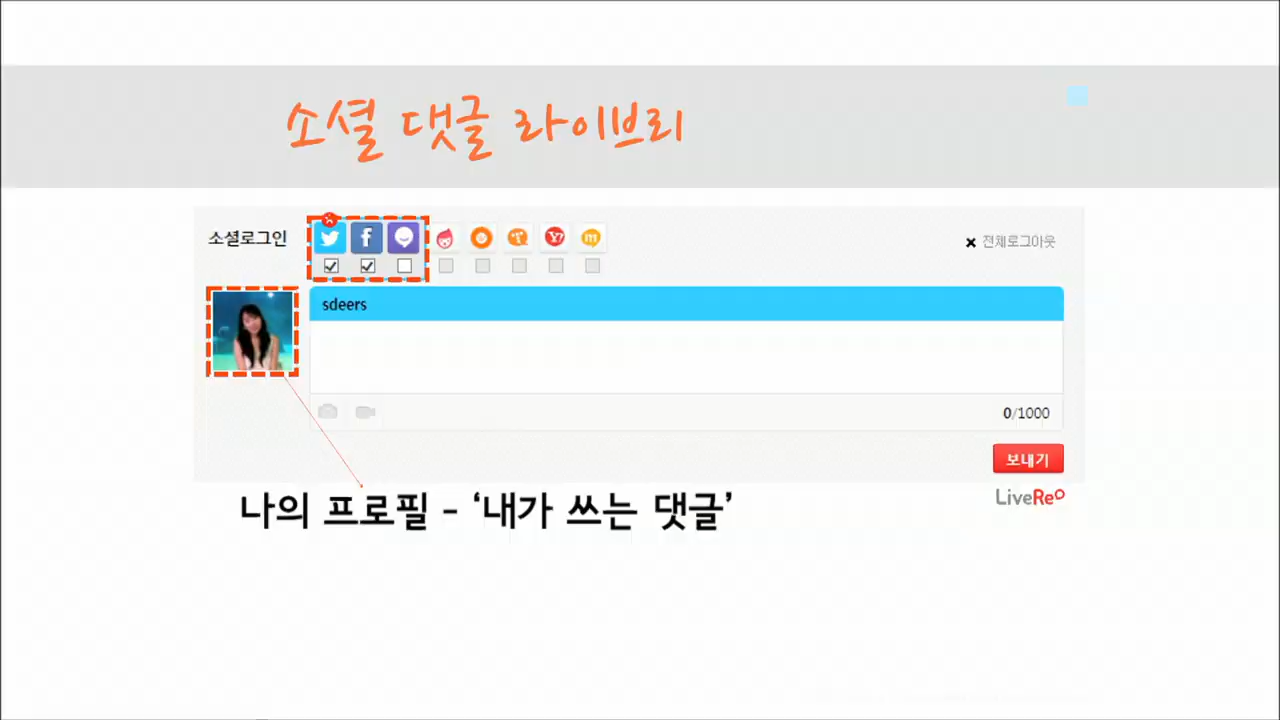 소셜 댓글 라이브리
소셜로그인
전체로그아웃
sdeers
0/1000
보내기
LiveRe
나의 프로필 - ‘내가 쓰는 댓글’